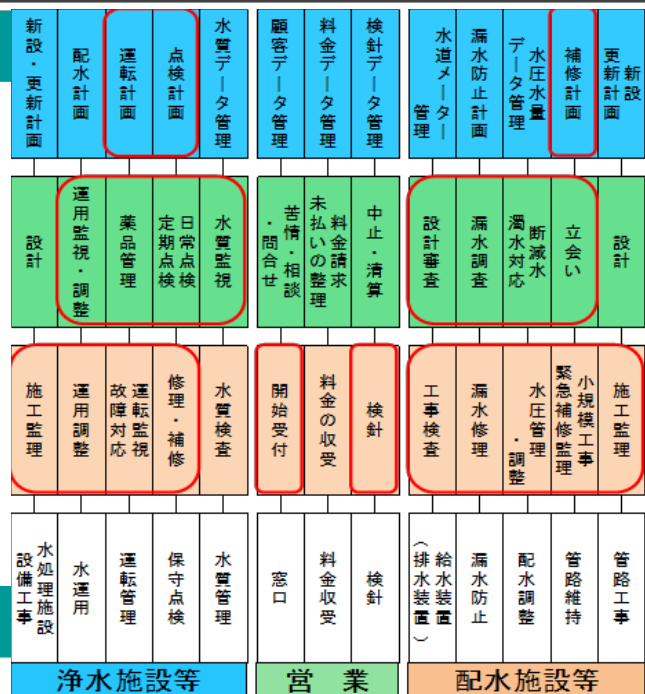 新設・更新計画
配水計画
運転計画
点検計画
水質データ管理
顧客データ管理
料金データ管理
検針データ管理
水道メーター
管理
漏水防止計画
水圧水量
データ管理
補修計画
新設
更新計画
設計
運用監視・調整
薬品管理
日常点検
定期点検
水質監視
苦情・相談
・問合せ
料金請求
未払いの整理
中止・清算
設計審査
漏水調査
断減水
濁水対応
立会い
設計
施工監理
運用調整
運転監視
故障対応
修理・補修
水質検査
開始受付
料金の収受
検針
工事検査
漏水修理
水圧管理
・調整
小規模工事
緊急補修監理
施工監理
水処理施設
設備工事
水運用
運転管理
保守点検
水質管理
窓口
料金収受
検針
給水装置
（排水装置）
漏水防止
配水調整
管路維持
管路工事
浄水施設等
営業
配水施設等